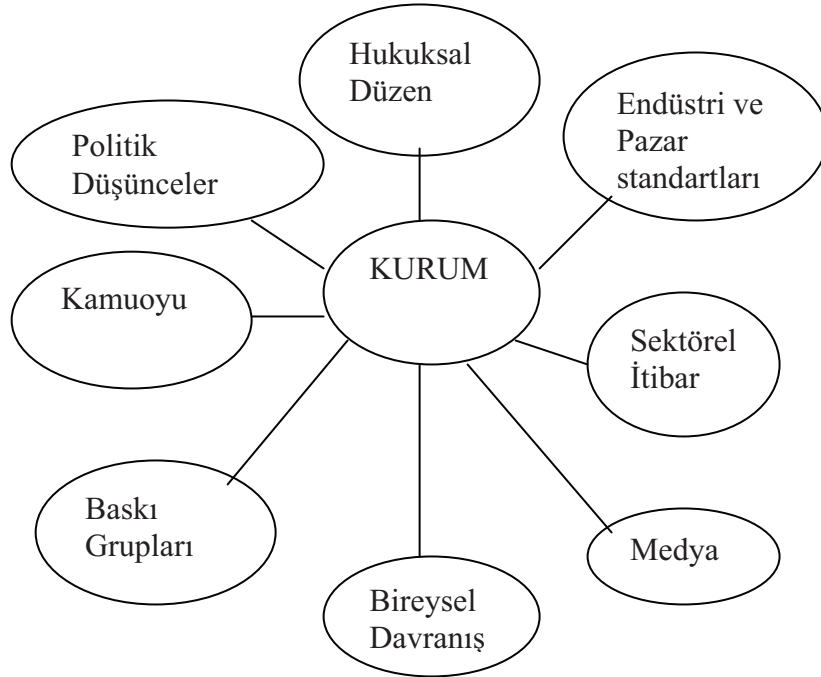 Hukuksal
Düzen
Endüstri ve
Pazar
standartları
Politik
Düşünceler
KURUM
Kamuoyu
Sektörel
İtibar
Baskı
Grupları
Medya
Bireysel
Davranış